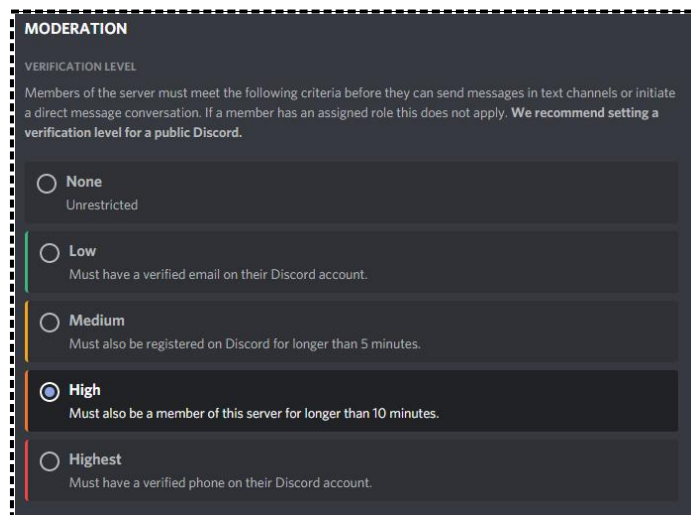 MODERATION
VERIFICATION LEVEL
Members of the server must meet the following criteria before they can send messages in text channels or initiate
a direct message conversation. If a member has an assigned role this does not apply. We recommend setting a
verification level for a public Discord.
None
Unrestricted
Low
Must have a verified email on their Discord account.
Medium
Must also be registered on Discord for longer than 5 minutes.
High
Must also be a member of this server for longer than 10 minutes.
Highest
Must have a verified phone on their Discord account.